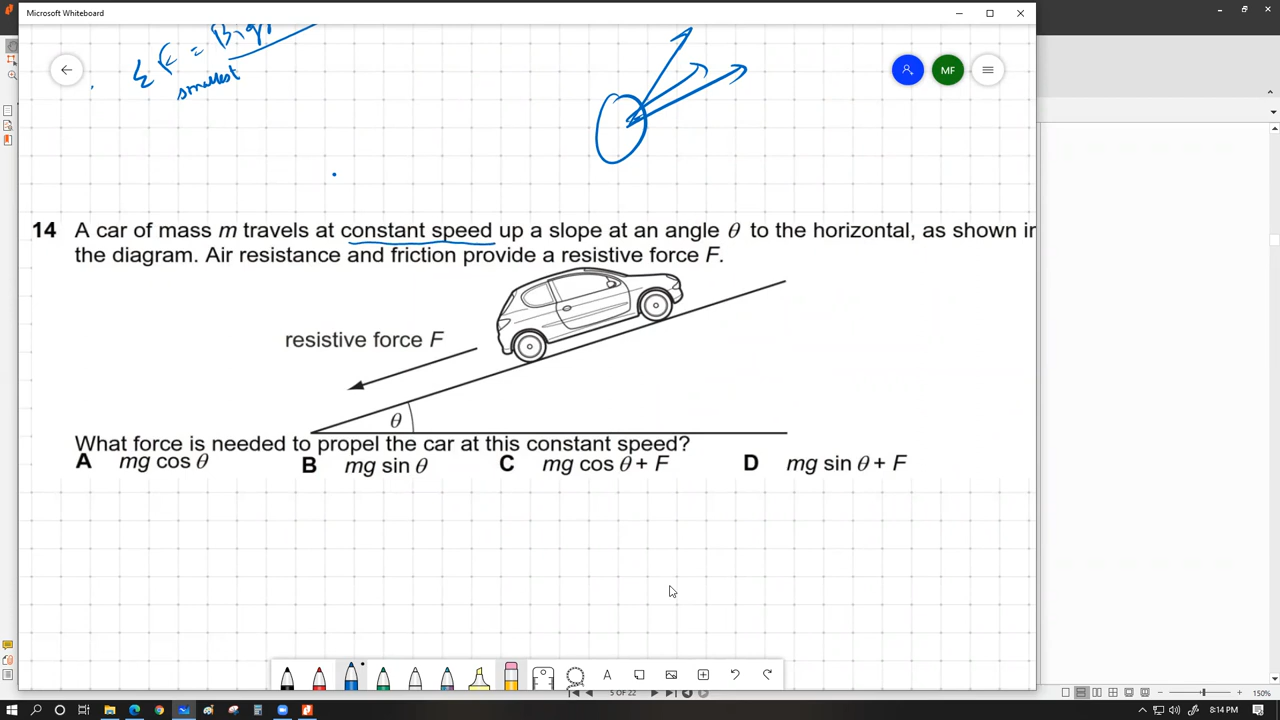 Microsoft Whiteboard
Σ F =
smallest
MF
14 A car of mass m travels at constant speed up a slope at an angle θ to the horizontal, as shown in
the diagram. Air resistance and friction provide a resistive force F.
resistive force F
θ
What force is needed to propel the car at this constant speed?
A mg cos θ B mg sin θ C mg cos θ + F D mg sin θ + F
5 OF 22
150%
8:14 PM